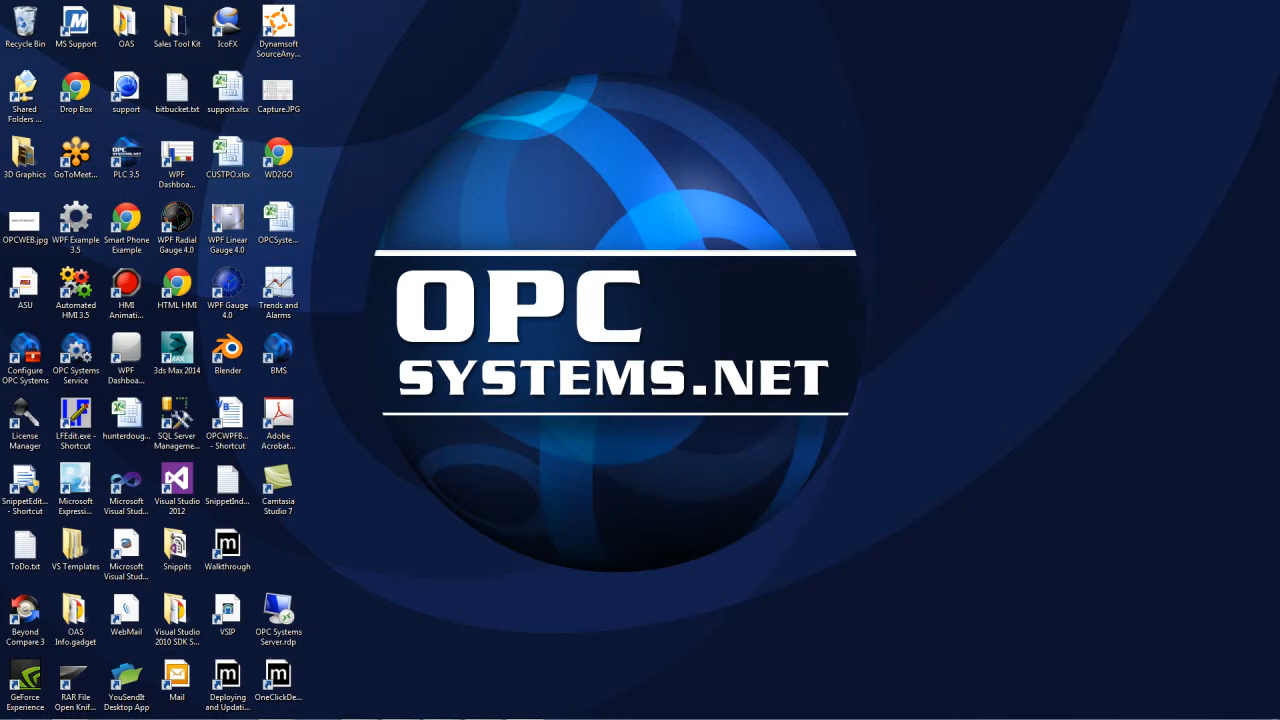 Recycle Bin
MS Support
OAS
Sales Tool Kit
IcoFX
Dynamsoft
SourceAny...
Shared
Folders ...
Drop Box
support
bitbucket.txt
support.xlsx
Capture.JPG
3D Graphics
GoToMeet...
OPC
SYSTEMS.NET
PLC 3.5
WPF
Dashboa...
CUSTPO.xlsx
WD2GO
OPCWEB.jpg
WPF Example
3.5
Smart Phone
Example
WPF Radial
Gauge 4.0
WPF Linear
Gauge 4.0
OPCSyste...
ASU
ASU
Automated
HMI 3.5
HMI
Animati...
HTML HMI
WPF Gauge
4.0
Trends and
Alarms
Configure
OPC Systems
OPC Systems
Service
WPF
Dashboa...
3ds Max 2014
Blender
BMS
License
Manager
LFEdit.exe -
Shortcut
hunterdoug...
SQL Server
Manageme...
OPCWPFB...
- Shortcut
Adobe
Acrobat...
SnippetEdit...
- Shortcut
Microsoft
Expressi...
Microsoft
Visual Stud...
Visual Studio
2012
SnippetInd...
Camtasia
Studio 7
ToDo.txt
VS Templates
Microsoft
Visual Stud...
Snippits
Walkthrough
Beyond
Compare 3
OAS
Info.gadget
WebMail
Visual Studio
2010 SDK S...
VSIP
OPC Systems
Server.rdp
GeForce
Experience
RAR File
Open Knif...
YouSendIt
Desktop App
Mail
Deploying
and Updati...
OneClickDe...
OPC
SYSTEMS.NET